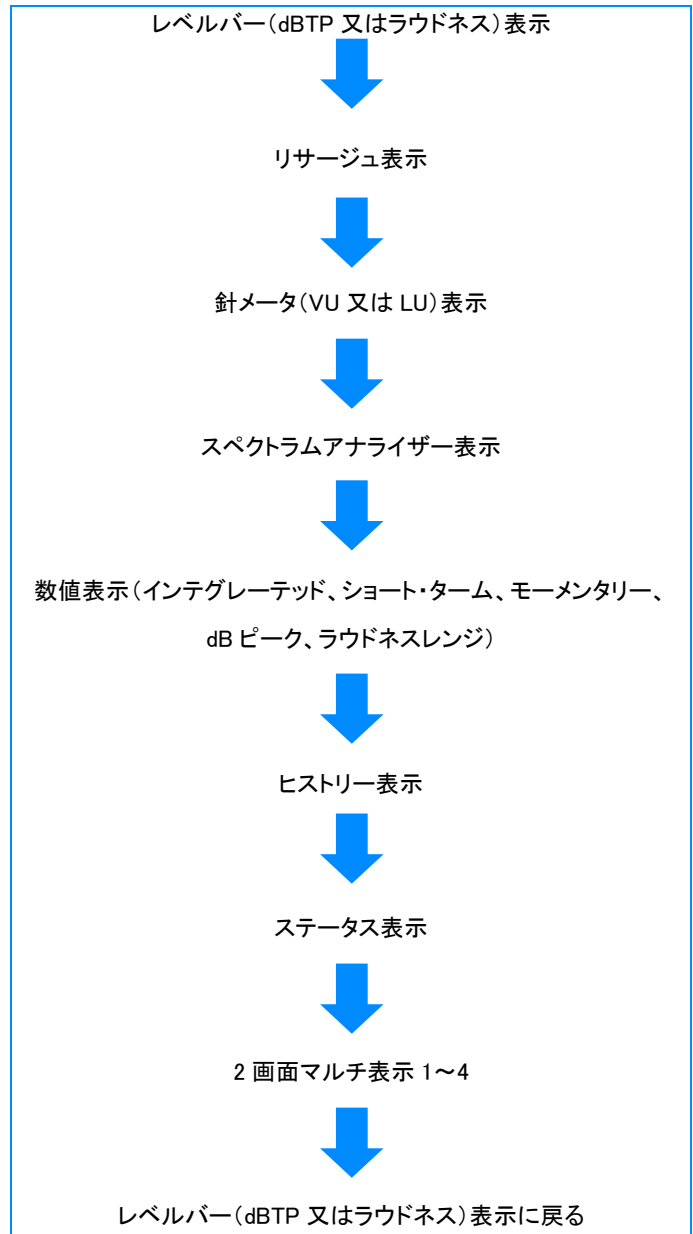 レベルバー（dBTP 又はラウドネス）表示
リサージュ表示
針メータ（VU 又は LU）表示
スペクトラムアナライザー表示
数値表示（インテグレーテッド、ショート・ターム、モーメンタリー、
dB ピーク、ラウドネスレンジ）
ヒストリー表示
ステータス表示
2 画面マルチ表示 1～4
レベルバー（dBTP 又はラウドネス）表示に戻る